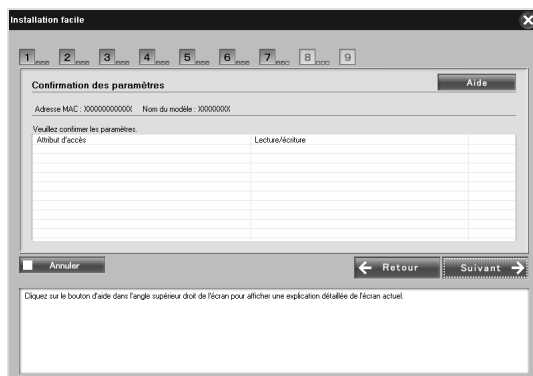 Installation facile
1 2 3 4 5 6 7 8 9
Confirmation des paramètres
Aide
Adresse MAC : XXXXXXXXXXXX Nom du modèle : XXXXXXXX
Veuillez confirmer les paramètres.
Attribut d'accès Lecture/écriture
Annuler
Retour
Suivant
Cliquez sur le bouton d'aide dans l'angle supérieur droit de l'écran pour afficher une explication détaillée de l'écran actuel.